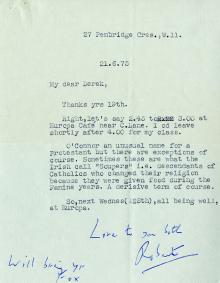 27 Pembridge Cres, W.11.
21.6.75
My dear Derek,
Thanks yrs 19th.
Right, let's say 2.45 to 3.00 at
Europa Cafe near C.Lane. I cd leave
shortly after 4.00 for my class.
O'Connor an unusual name for a
Protestant but there are exceptions of
course. Sometimes these are what the
Irish call "Soupers" i.e. descendants of
Catholics who changed their religion
because they were given food during the
Famine years. A derisive term of course.
So, next Wednes(25th), all being well,
at Europa.
Love to you both
Will bring yr